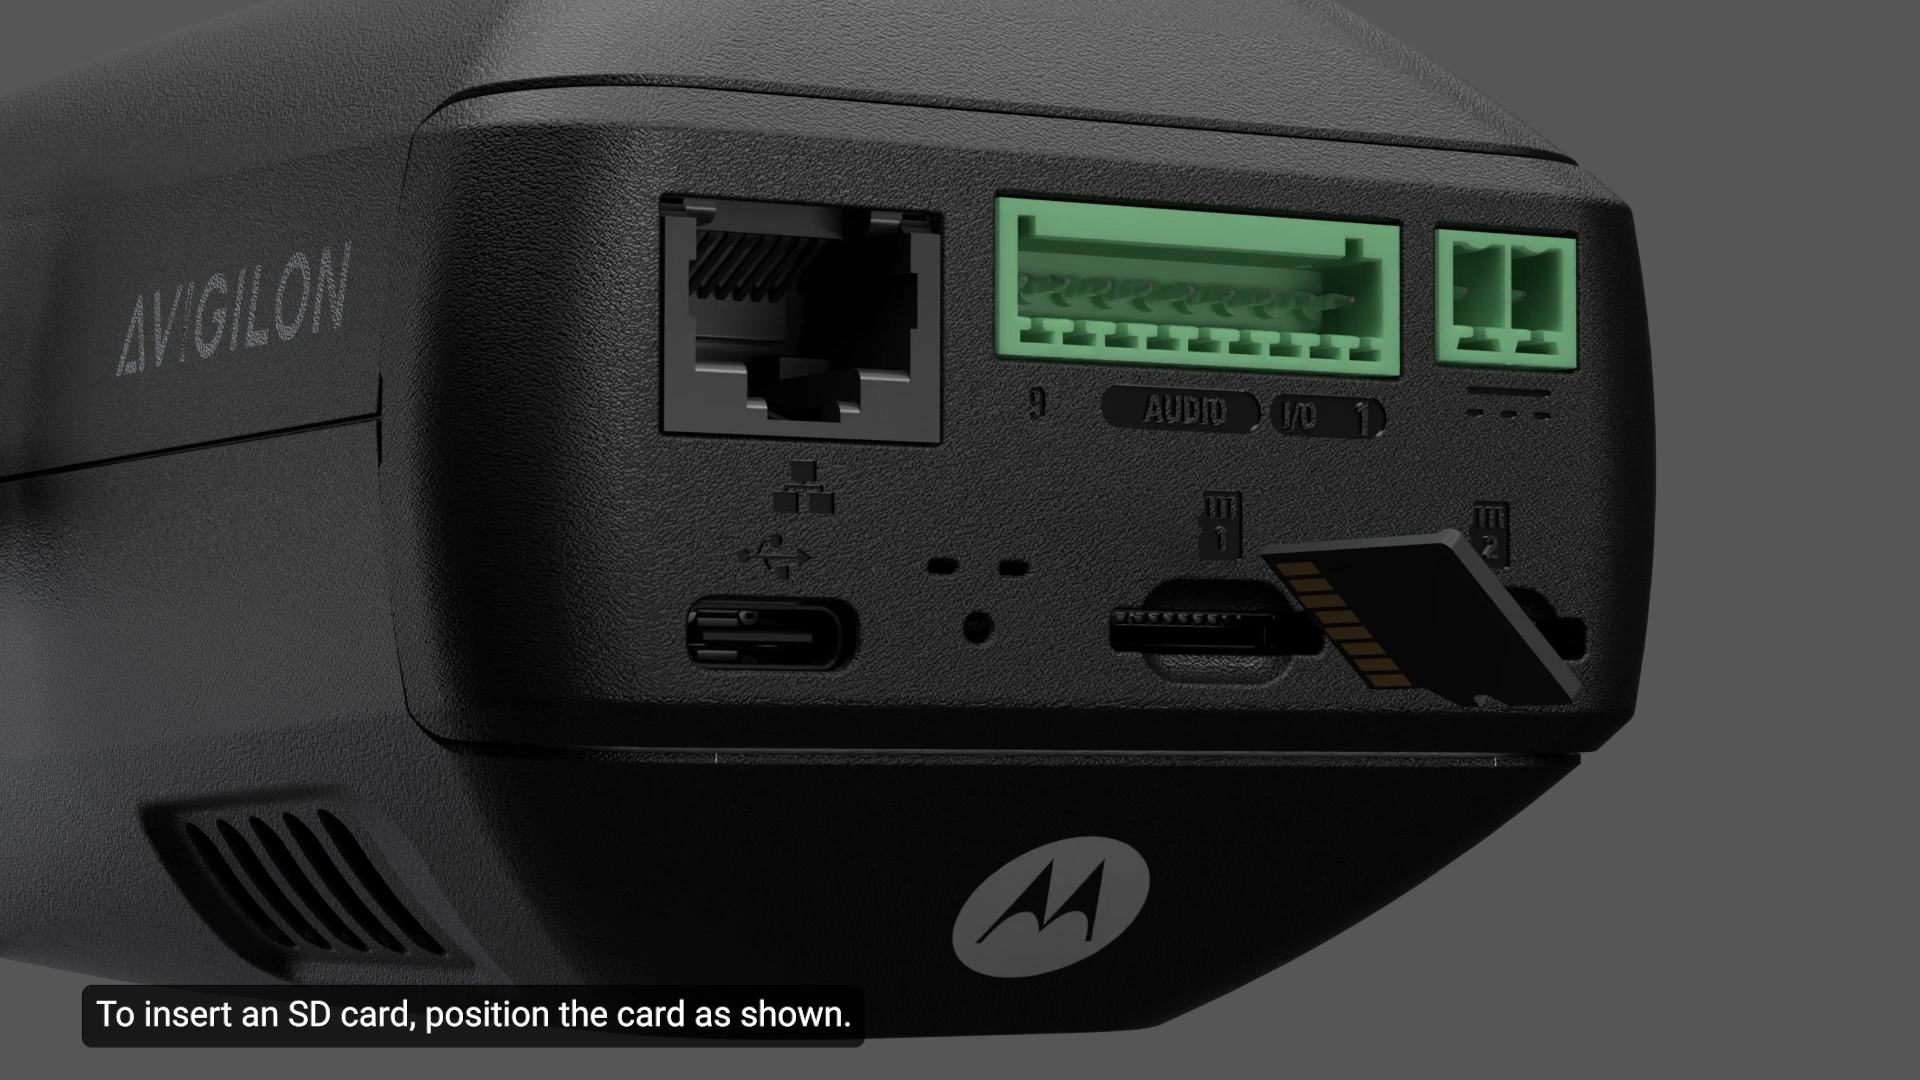 AVIGILON
9 AUDIO I/O 1
1
2
To insert an SD card, position the card as shown.